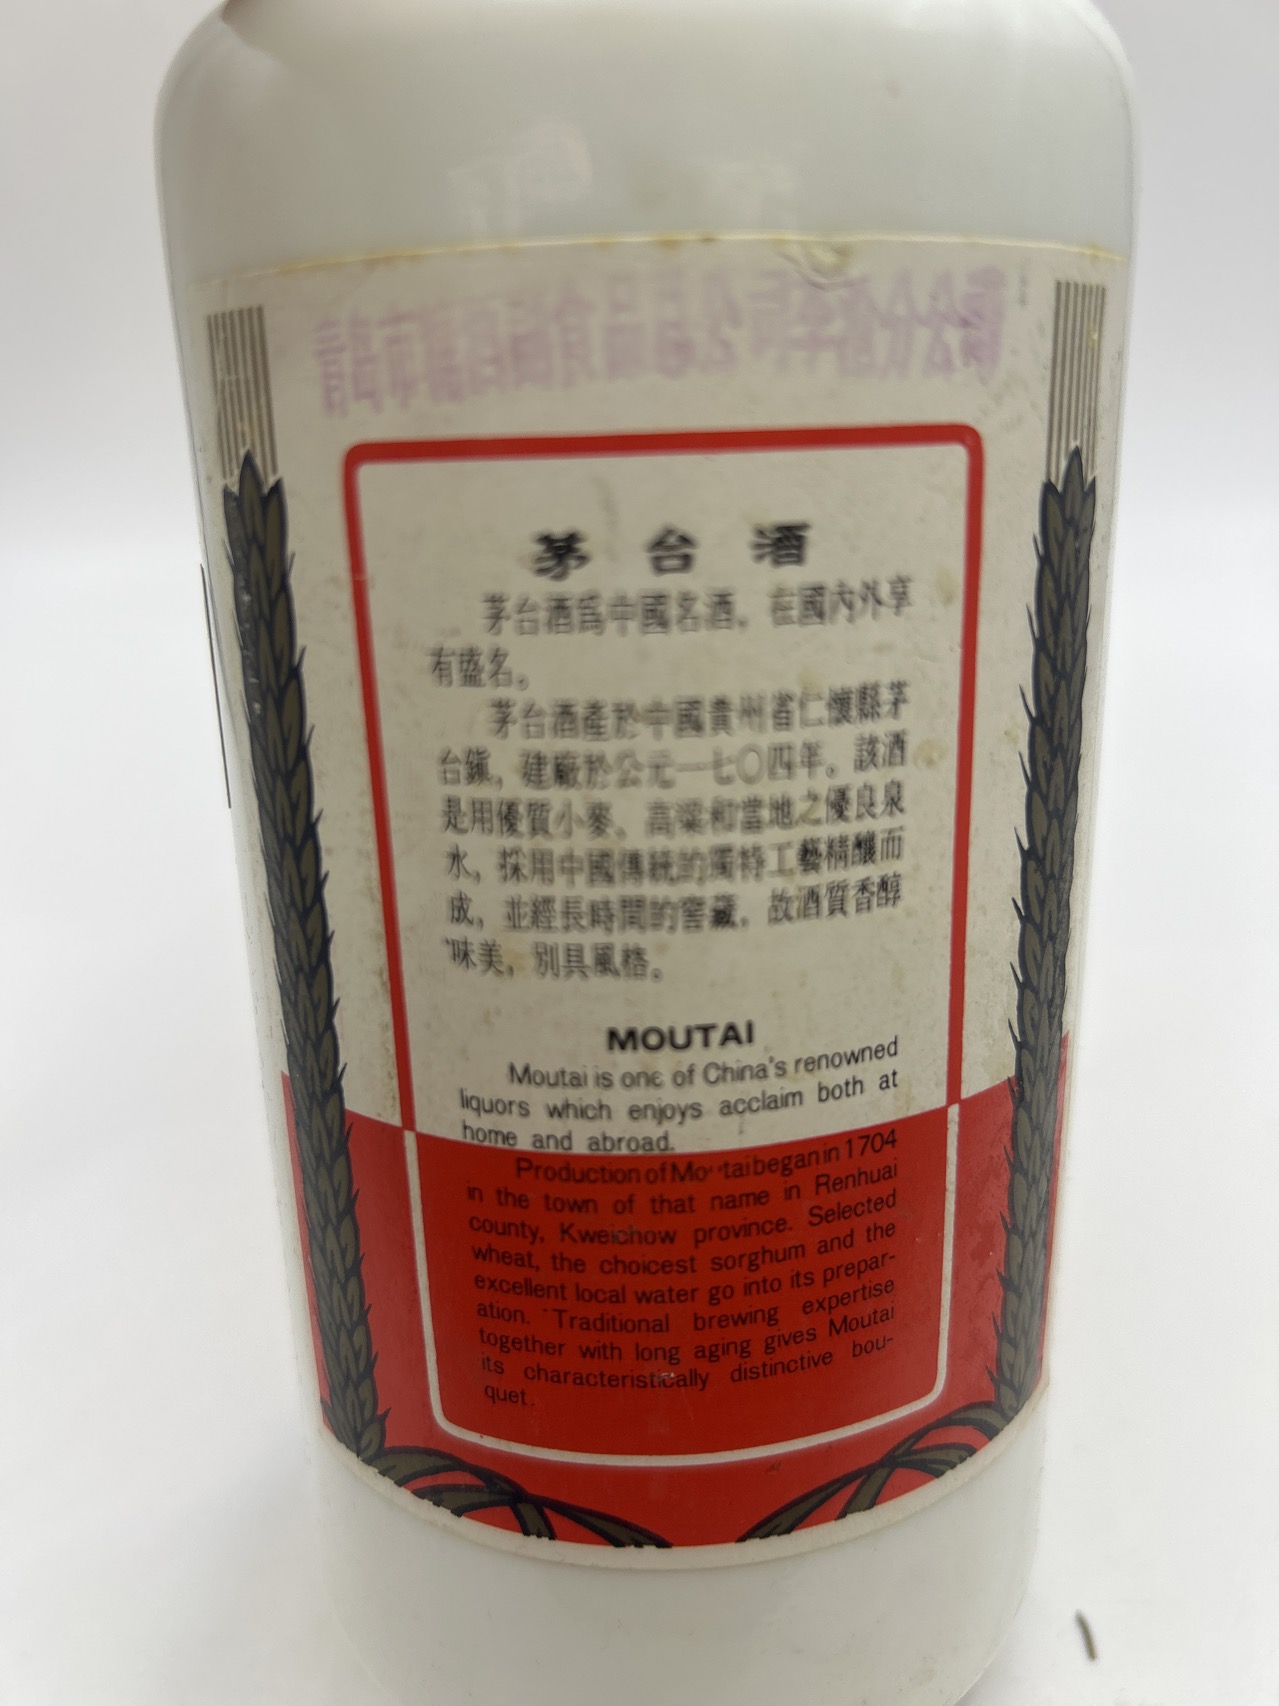 茅台酒
茅台酒爲中國名酒，在國內外享
有盛名。
茅台酒產於中國貴州省仁懷縣茅
台鎮，建廠於公元一七〇四年。該酒
是用優質小麥、高粱和當地之優良泉
水，採用中國傳統的獨特工藝精釀而
成，並經長時間的窖藏，故酒質香醇
味美，別具風格。
MOUTAI
Moutai is one of China's renowned
liquors which enjoys acclaim both at
home and abroad.
Production of Moutai began in 1704
in the town of that name in Renhuai
county, Kweichow province. Selected
wheat, the choicest sorghum and the
excellent local water go into its prepar-
ation. Traditional brewing expertise
together with long aging gives Moutai
its characteristically distinctive bou-
quet.